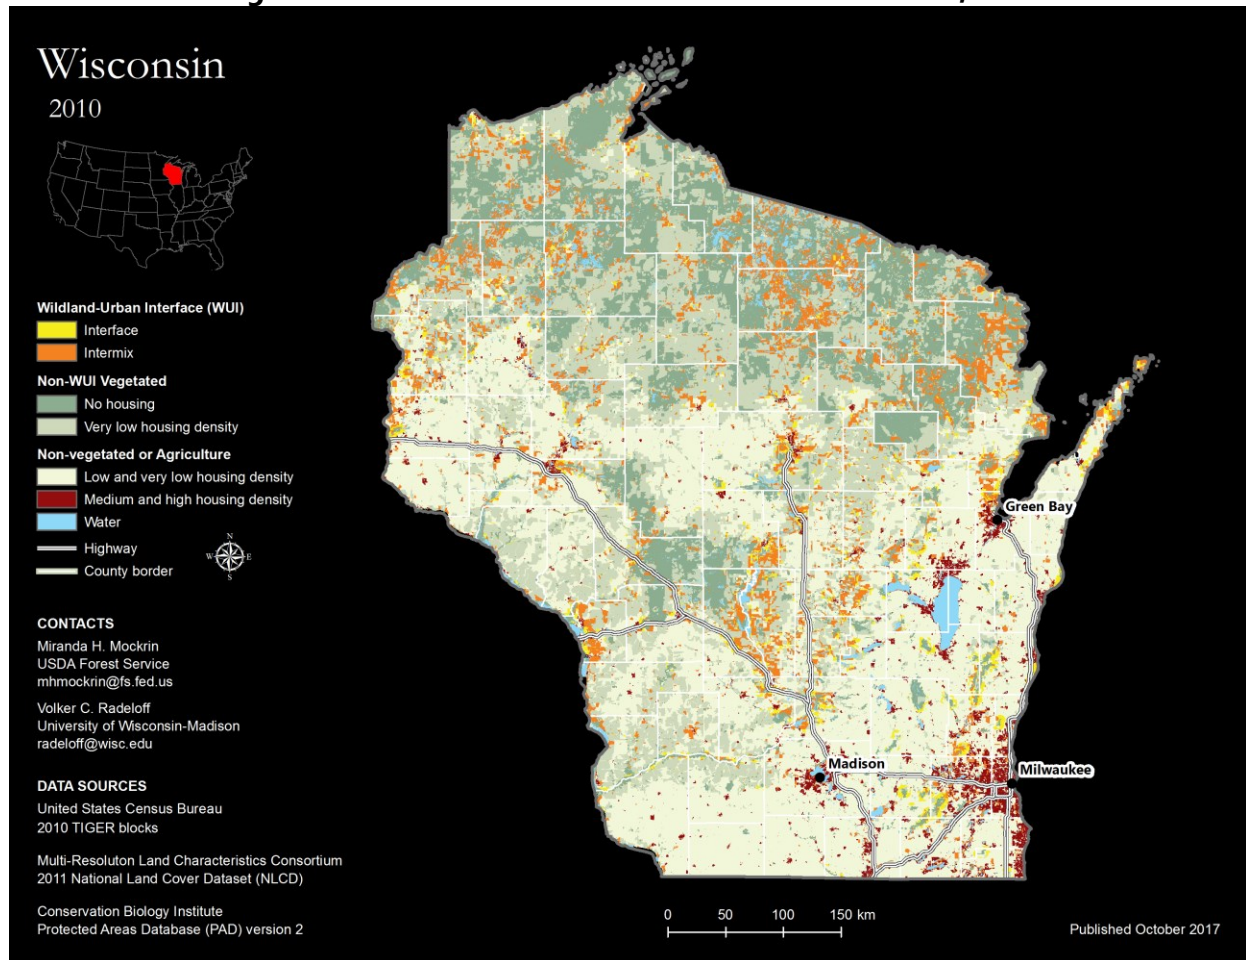 Wisconsin
2010
Wildland-Urban Interface (WUI)
Interface
Intermix
Non-WUI Vegetated
No housing
Very low housing density
Non-vegetated or Agriculture
Low and very low housing density
Medium and high housing density
Water
Highway
County border
N
W E
S
CONTACTS
Miranda H. Mockrin
USDA Forest Service
mhmockrin@fs.fed.us
Volker C. Radeloff
University of Wisconsin-Madison
radeloff@wisc.edu
DATA SOURCES
United States Census Bureau
2010 TIGER blocks
Multi-Resoluton Land Characteristics Consortium
2011 National Land Cover Dataset (NLCD)
Conservation Biology Institute
Protected Areas Database (PAD) version 2
Green Bay
Madison
Milwaukee
0 50 100 150 km
Published October 2017